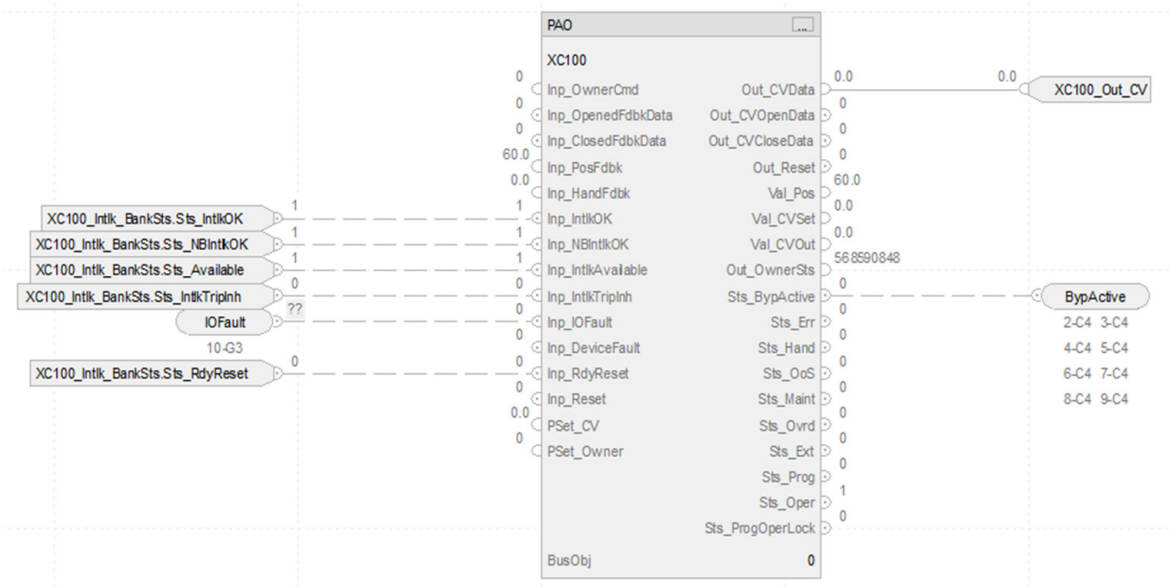 PAO ...
XC100
0 Inp_OwnerCmd Out_CVData 0.0 0.0 XC100_Out_CV
0 Inp_OpenedFdbkData Out_CVOpenData 0
0 Inp_ClosedFdbkData Out_CVCloseData 0
60.0 Inp_PosFdbk Out_Reset 0
0.0 Inp_HandFdbk Val_Pos 60.0
XC100_Intlk_BankSts.Sts_IntlkOK 1 1 Inp_IntlkOK Val_CVSet 0.0
XC100_Intlk_BankSts.Sts_NBIntlkOK 1 1 Inp_NBIntlkOK Val_CVOut 0.0
XC100_Intlk_BankSts.Sts_Available 1 1 Inp_IntlkAvailable Out_OwnerSts 568590848
XC100_Intlk_BankSts.Sts_IntlkTripInh 0 0 Inp_IntlkTripInh Sts_BypActive 0 BypActive
IOFault ?? 0 Inp_IOFault Sts_Err 0 2-C4 3-C4
10-G3 0 Inp_DeviceFault Sts_Hand 0 4-C4 5-C4
XC100_Intlk_BankSts.Sts_RdyReset 0 0 Inp_RdyReset Sts_OoS 0 6-C4 7-C4
0 Inp_Reset Sts_Maint 0 8-C4 9-C4
0.0 PSet_CV Sts_Ovrd 0
0 PSet_Owner Sts_Ext 0
Sts_Prog 0
Sts_Oper 1
Sts_ProgOperLock 0
BusObj 0